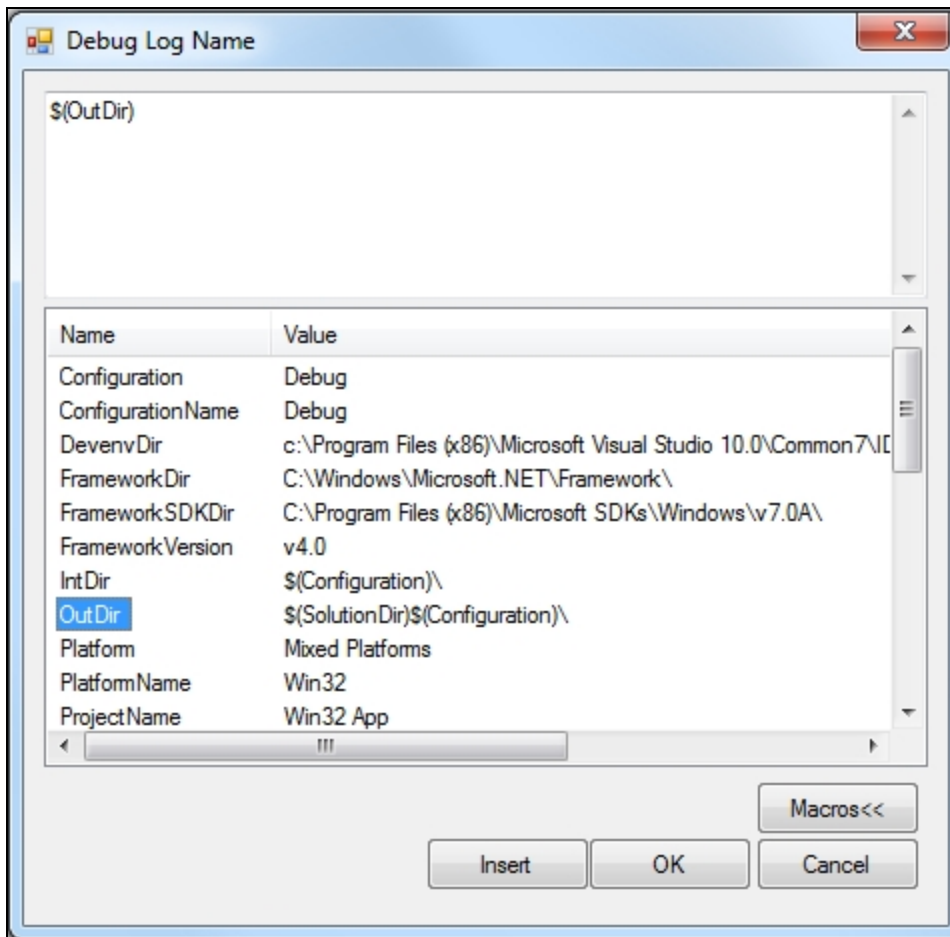 Debug Log Name
$(OutDir)
Name Value
Configuration Debug
ConfigurationName Debug
DevenvDir c:\Program Files (x86)\Microsoft Visual Studio 10.0\Common7\ID
FrameworkDir C:\Windows\Microsoft.NET\Framework\
FrameworkSDKDir C:\Program Files (x86)\Microsoft SDKs\Windows\v7.0A\
FrameworkVersion v4.0
IntDir $(Configuration)\
OutDir $(SolutionDir)$(Configuration)\
Platform Mixed Platforms
PlatformName Win32
ProjectName Win32 App
Macros<<
Insert OK Cancel